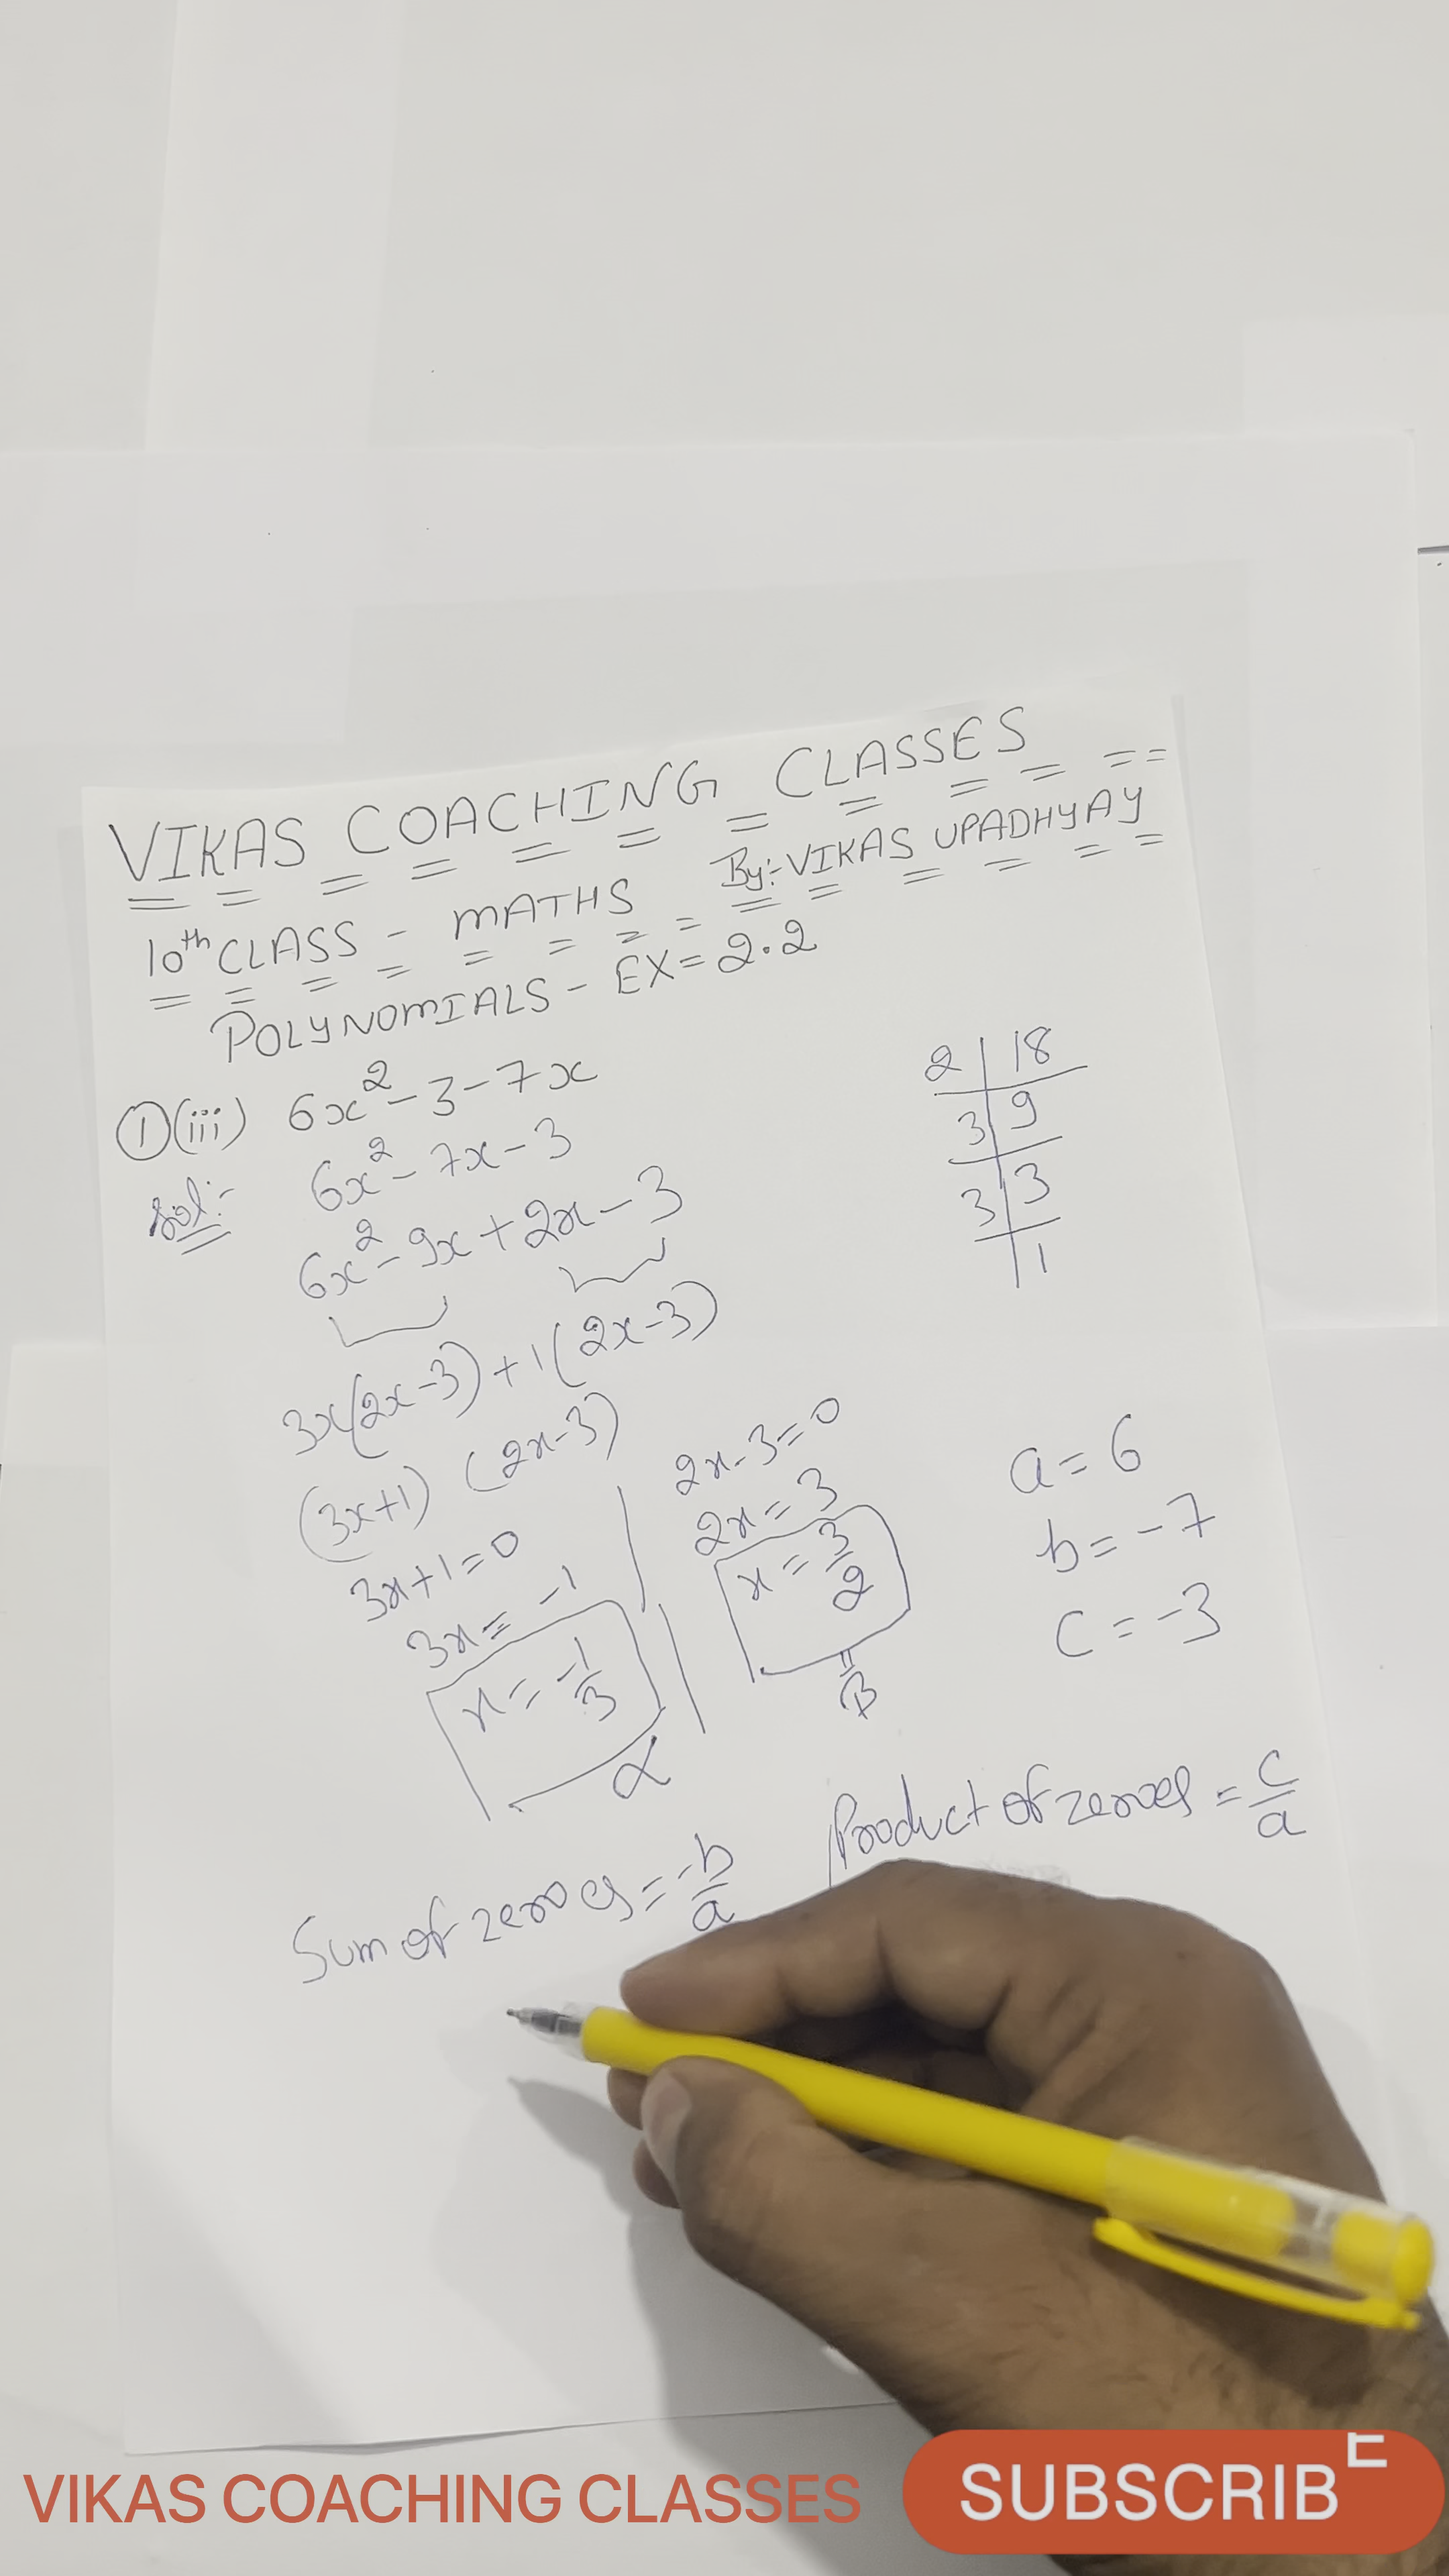 VIKAS COACHING CLASSES
By:- VIKAS UPADHYAY
10th CLASS - MATHS
POLYNOMIALS - EX = 2.2
①(iii) 6x² - 3 - 7x
Sol:- 6x² - 7x - 3
6x² - 9x + 2x - 3
3x(2x-3) + 1(2x-3)
(3x+1) (2x-3)
3x+1=0
3x = -1
x = -1/3
α
2x-3=0
2x = 3
x = 3/2
β
2 | 18
3 | 9
3 | 3
| 1
a = 6
b = -7
c = -3
Sum of zeroes = -b/a
Product of zeroes = c/a
VIKAS COACHING CLASSES
SUBSCRIBE